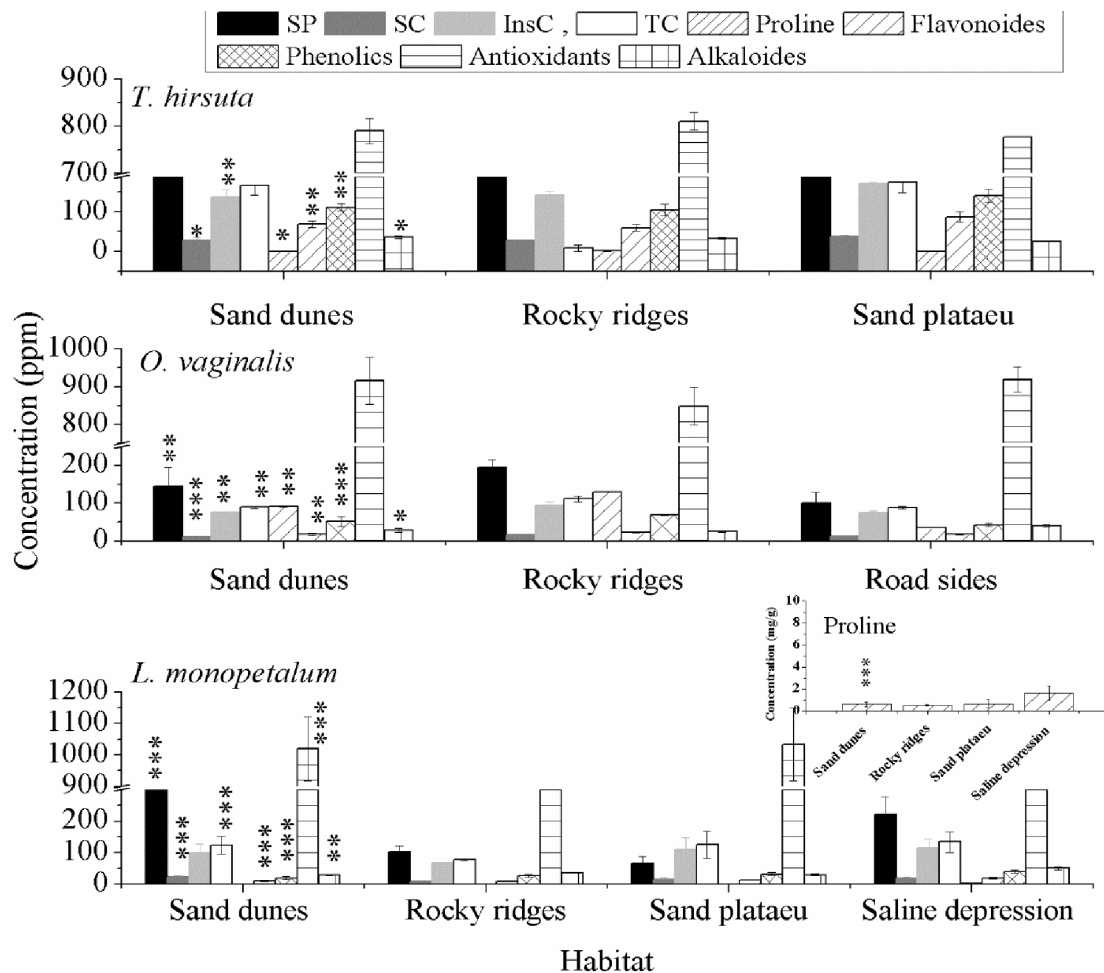 SP SC InsC , TC Proline Flavonoides
Phenolics Antioxidants Alkaloides
Concentration (ppm)
T. hirsuta
900
800
700
100
0
** * * ** ** *
Sand dunes Rocky ridges Sand plataeu
O. vaginalis
1000
900
800
200
100
0
** *** ** ** ** ** *** *
Sand dunes Rocky ridges Road sides
L. monopetalum
1200
1100
1000
900
200
100
0
*** *** *** *** *** *** **
Sand dunes Rocky ridges Sand plataeu Saline depression
Proline
Concentration (mg/g)
10
8
6
4
2
0
***
Sand dunes Rocky ridges Sand plataeu Saline depression
Habitat